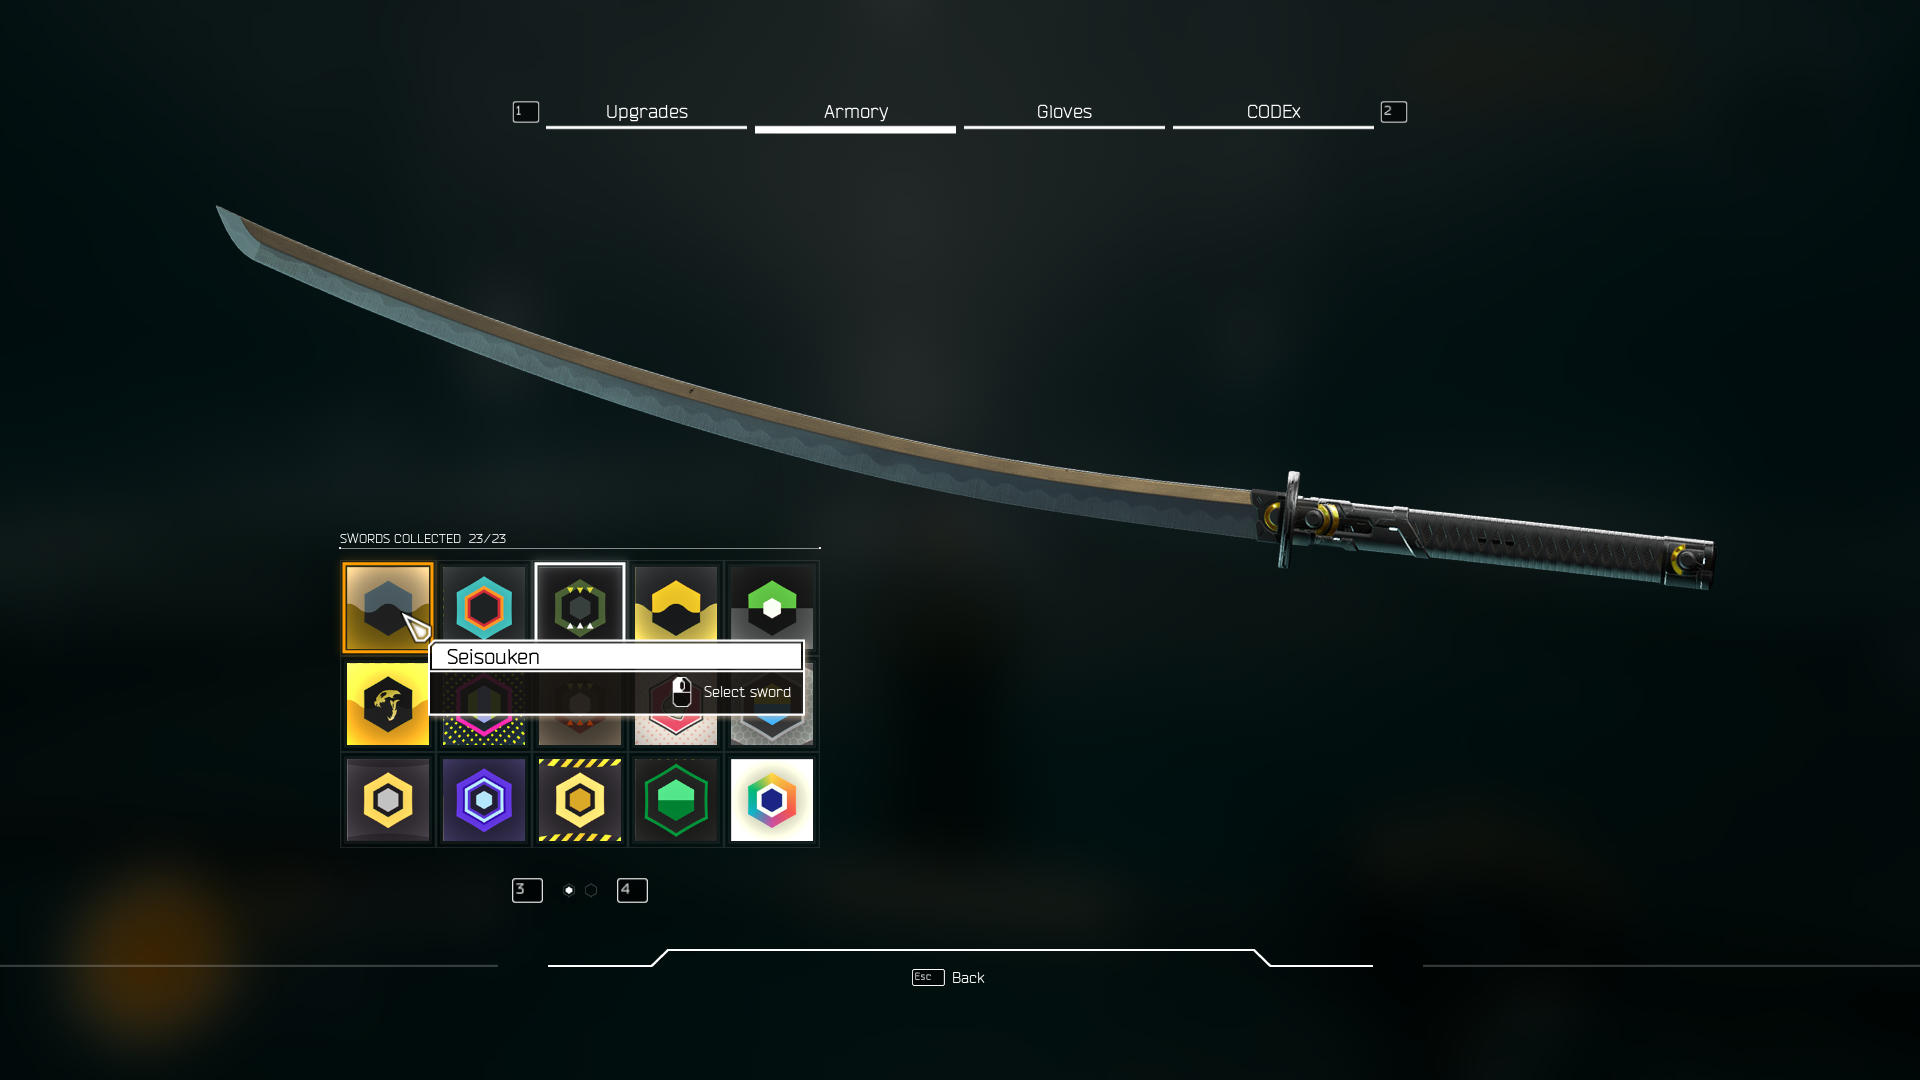 1 Upgrades Armory Gloves CODEx 2
SWORDS COLLECTED 23/23
Seisouken
Select sword
3 4
Esc Back